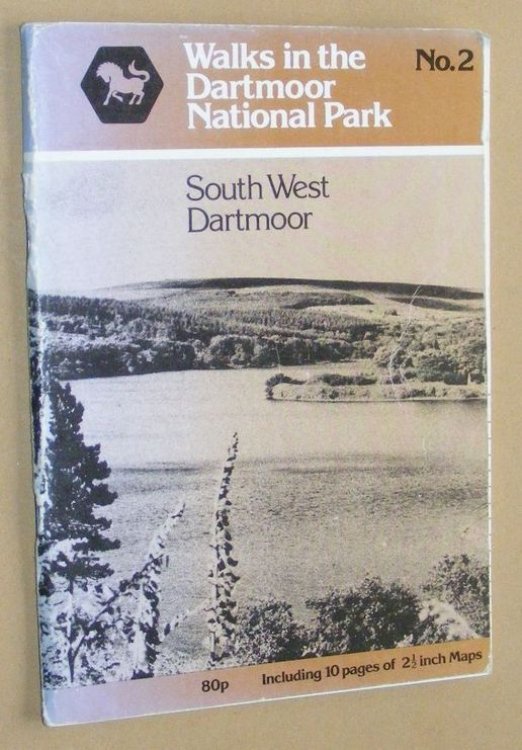 Walks in the
Dartmoor
National Park
No.2
South West
Dartmoor
80p Including 10 pages of 2½ inch Maps